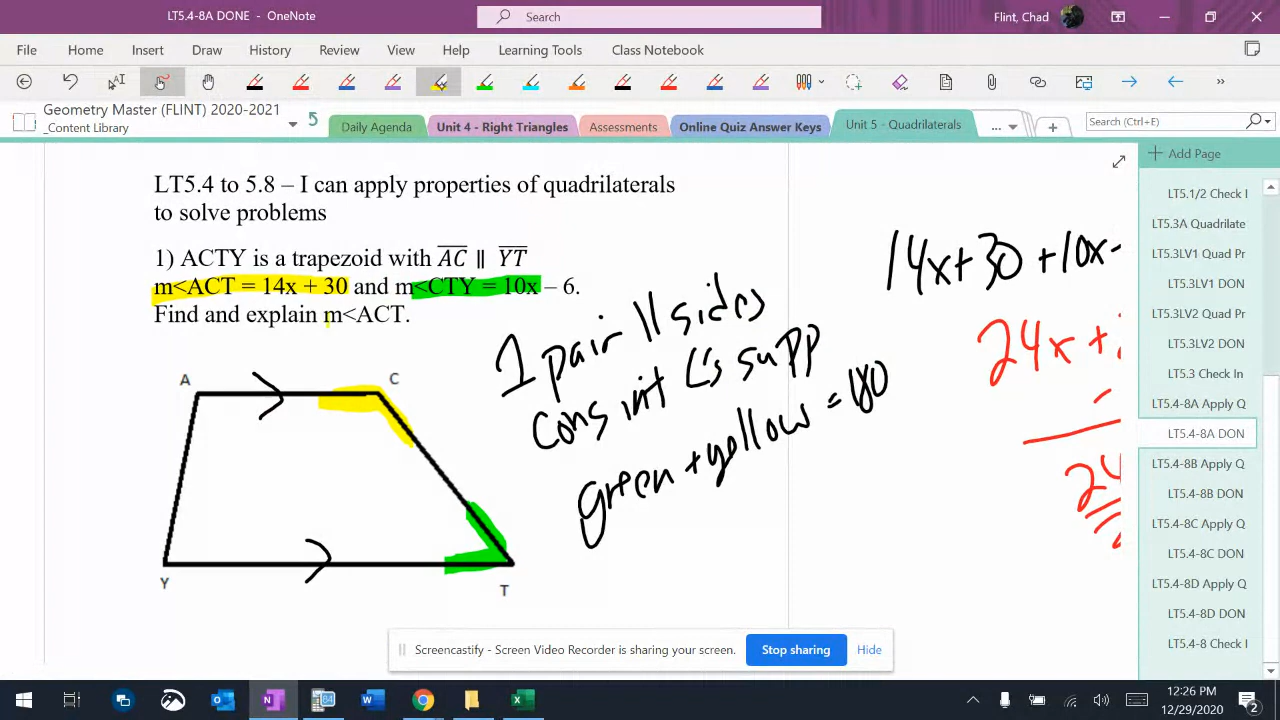 LT5.4-8A DONE - OneNote
Search
Flint, Chad
File Home Insert Draw History Review View Help Learning Tools Class Notebook
Geometry Master (FLINT) 2020-2021
_Content Library
Daily Agenda
Unit 4 - Right Triangles
Assessments
Online Quiz Answer Keys
Unit 5 - Quadrilaterals
...
Search (Ctrl+E)
Add Page
LT5.4 to 5.8 – I can apply properties of quadrilaterals
to solve problems
1) ACTY is a trapezoid with AC ∥ YT
m<ACT = 14x + 30 and m<CTY = 10x – 6.
Find and explain m<ACT.
A
C
Y
T
1 pair // sides
cons int L's supp
green + yellow = 180
14x + 30 + 10x -
24x +
24
LT5.1/2 Check I
LT5.3A Quadrilate
LT5.3LV1 Quad Pr
LT5.3LV1 DON
LT5.3LV2 Quad Pr
LT5.3LV2 DON
LT5.3 Check In
LT5.4-8A Apply Q
LT5.4-8A DON
LT5.4-8B Apply Q
LT5.4-8B DON
LT5.4-8C Apply Q
LT5.4-8C DON
LT5.4-8D Apply Q
LT5.4-8D DON
LT5.4-8 Check I
Screencastify - Screen Video Recorder is sharing your screen.
Stop sharing
Hide
12:26 PM
12/29/2020
2